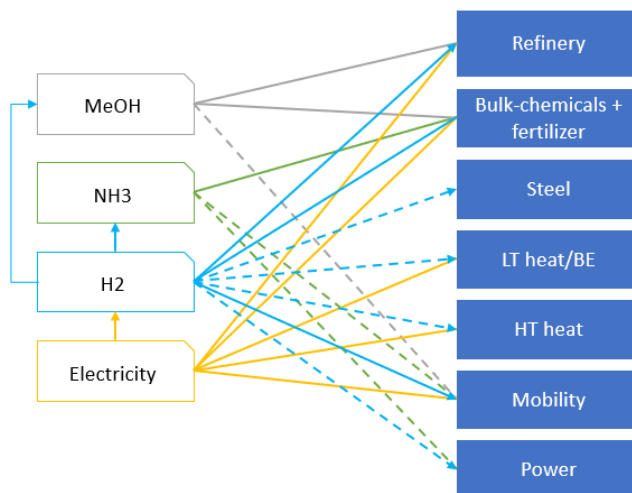 MeOH
NH3
H2
Electricity
Refinery
Bulk-chemicals +
fertilizer
Steel
LT heat/BE
HT heat
Mobility
Power